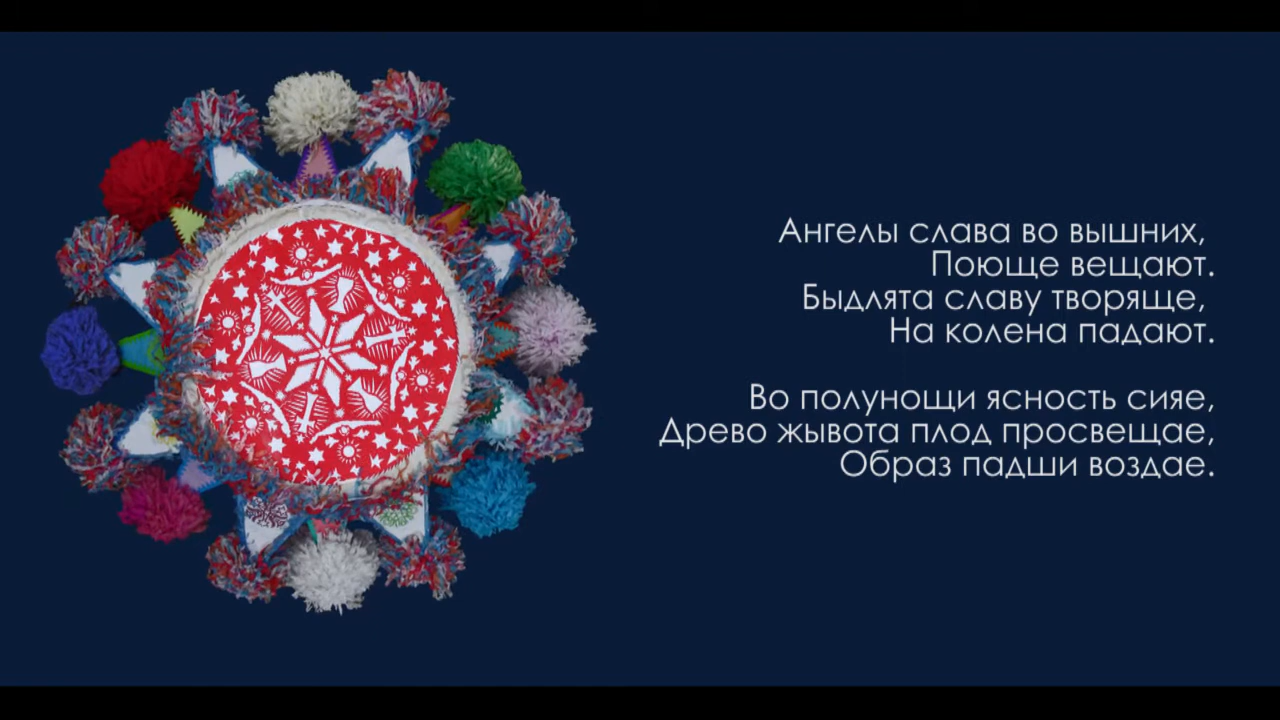 Ангелы слава во вышних,
Поюще вещают.
Быдлята славу творяще,
На колена падают.
Во полунощи ясность сияе,
Древо жывота плод просвещае,
Образ падши воздае.